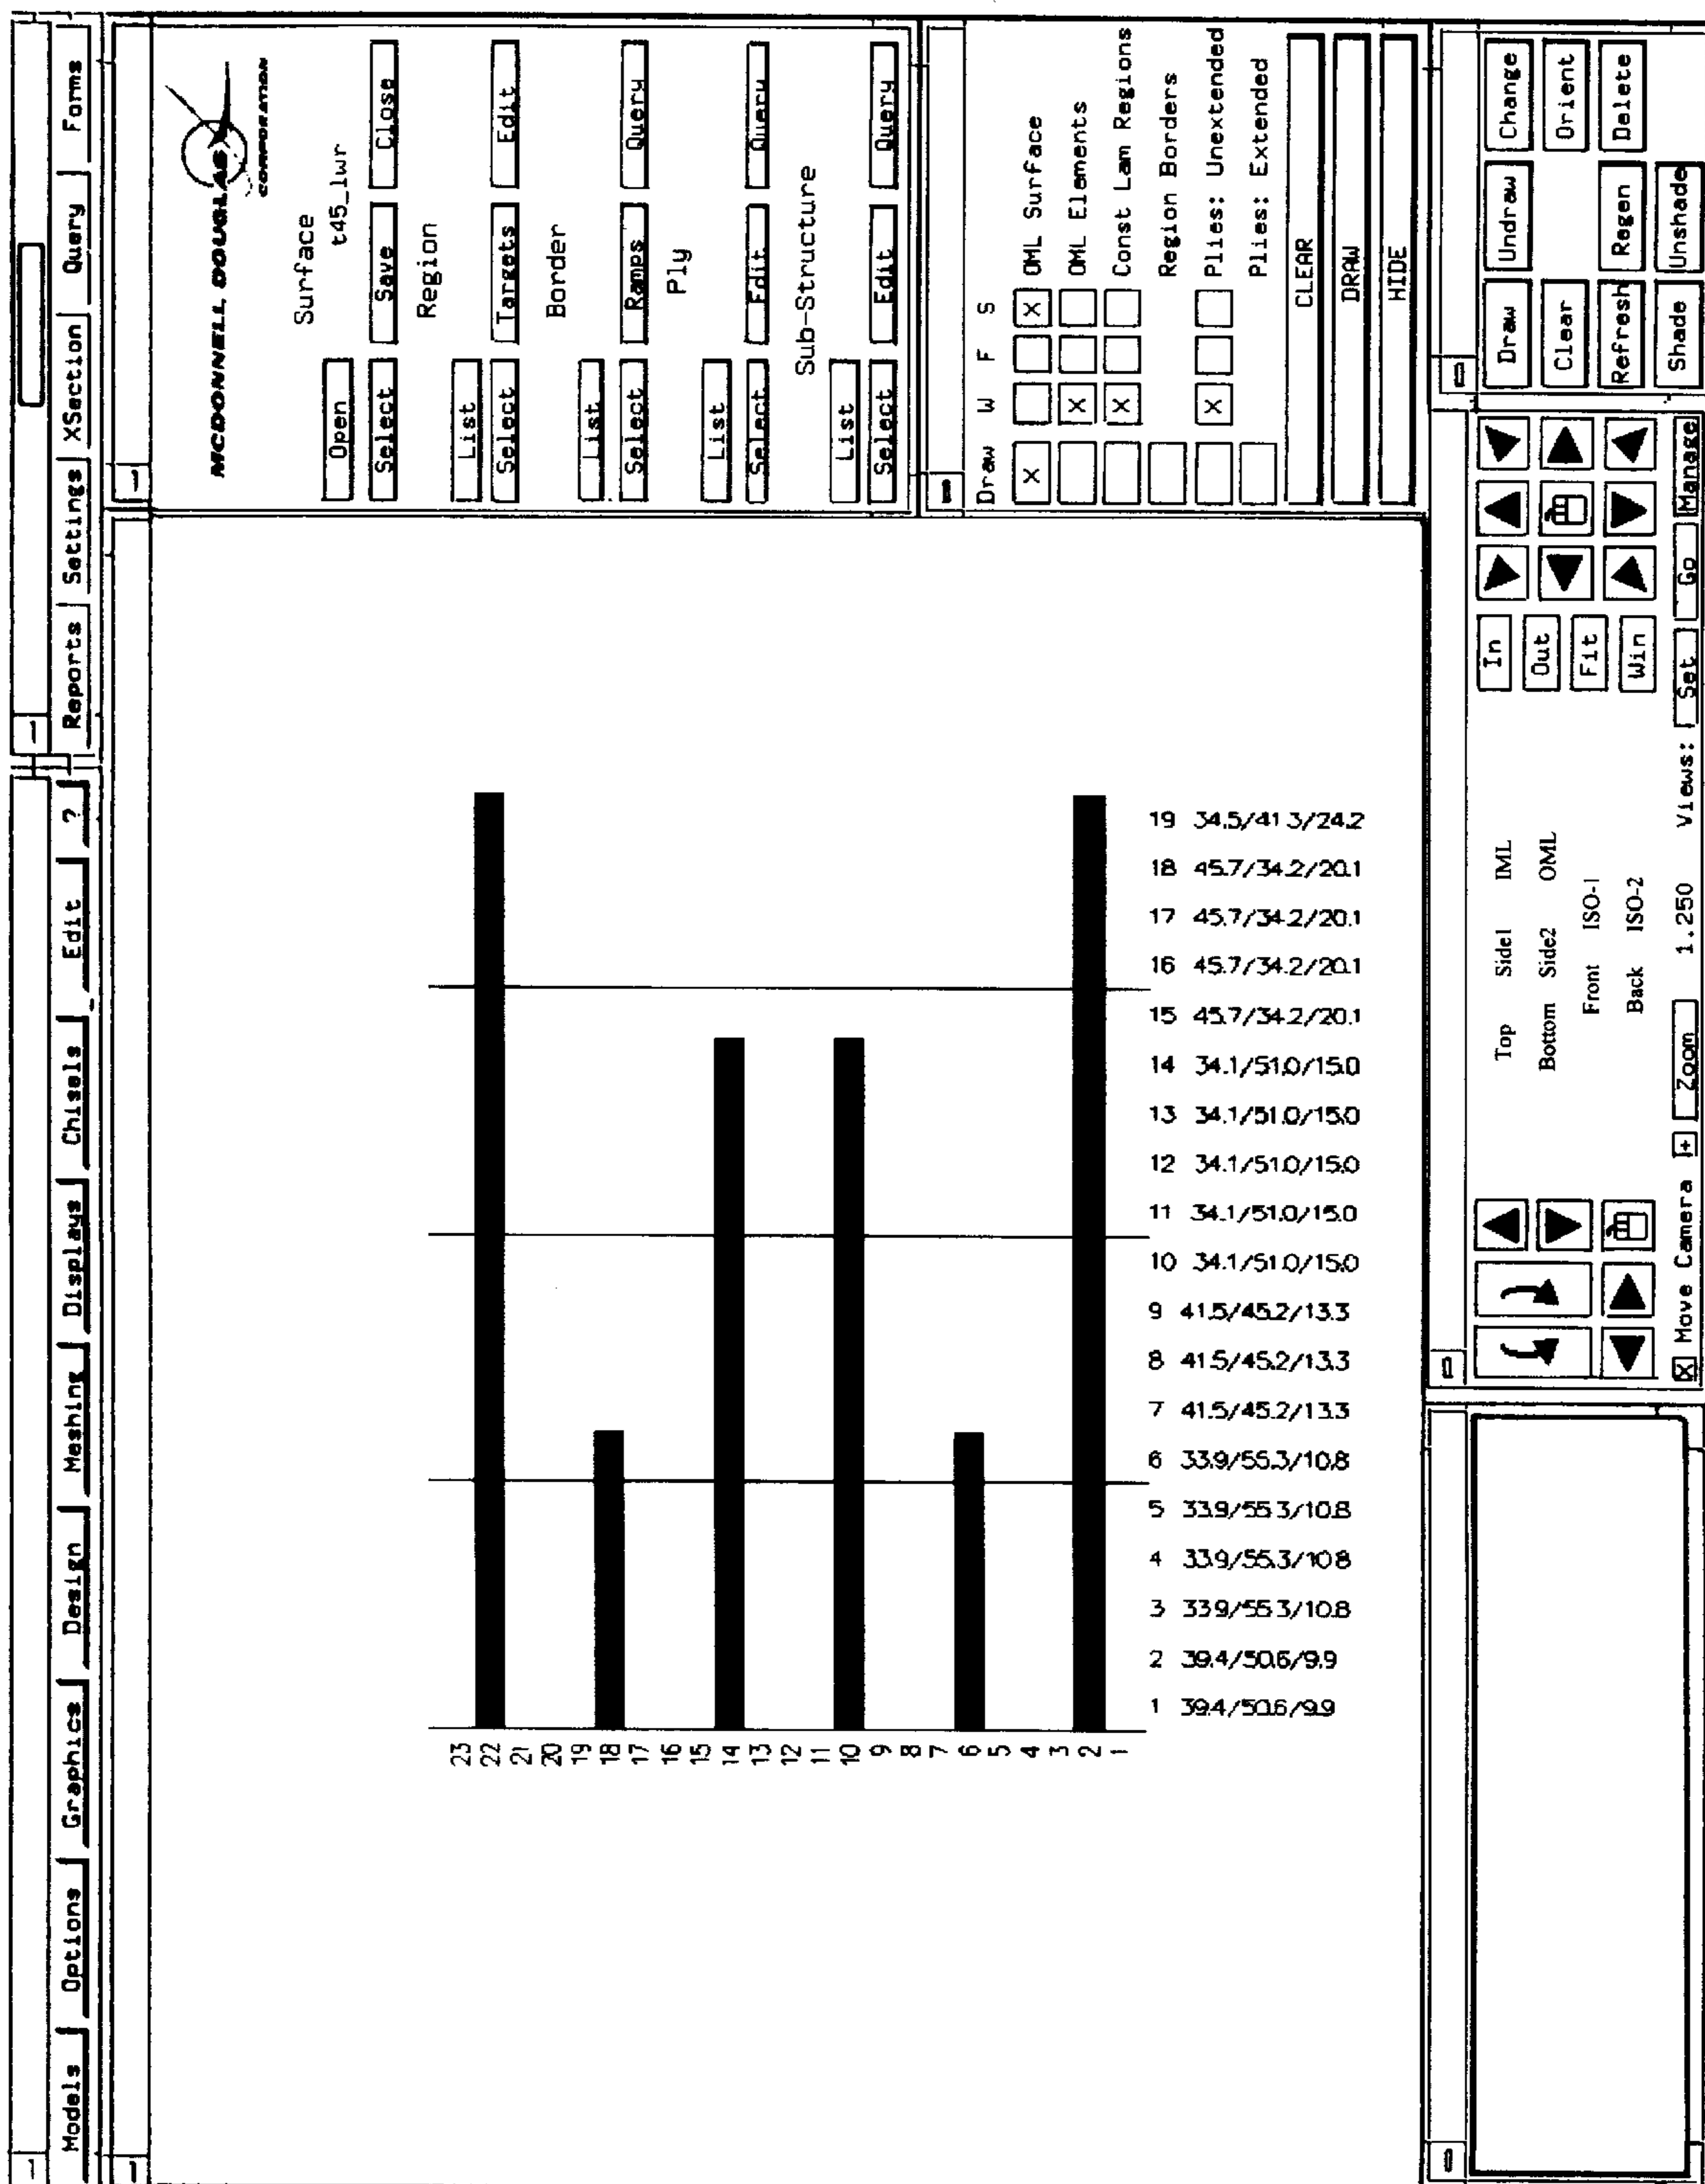 Models Options Graphics Design Meshing Displays Chisels Edit ?
Reports Settings XSection Query Forms
MCDONNELL DOUGLAS
CORPORATION
Surface
t45_lwr
Open
Select Save Close
Region
List
Select Targets Edit
Border
List
Select Ramps Query
Ply
List
Select Edit Query
Sub-Structure
List
Select Edit Query
Draw W F S
X X OML Surface
X OML Elements
X Const Lam Regions
Region Borders
X Plies: Unextended
Plies: Extended
CLEAR
DRAW
HIDE
23
22
21
20
19
18
17
16
15
14
13
12
11
10
9
8
7
6
5
4
3
2
1
19 34.5/41.3/24.2
18 45.7/34.2/20.1
17 45.7/34.2/20.1
16 45.7/34.2/20.1
15 45.7/34.2/20.1
14 34.1/51.0/15.0
13 34.1/51.0/15.0
12 34.1/51.0/15.0
11 34.1/51.0/15.0
10 34.1/51.0/15.0
9 41.5/45.2/13.3
8 41.5/45.2/13.3
7 41.5/45.2/13.3
6 33.9/55.3/10.8
5 33.9/55.3/10.8
4 33.9/55.3/10.8
3 33.9/55.3/10.8
2 39.4/50.6/9.9
1 39.4/50.6/9.9
Top Side1 IML In
Bottom Side2 OML Out
Front ISO-1 Fit
Back ISO-2 Win
X Move Camera + Zoom 1.250 Views: Set Go Manage
Draw Undraw Change
Clear Orient
Refresh Regen Delete
Shade Unshade